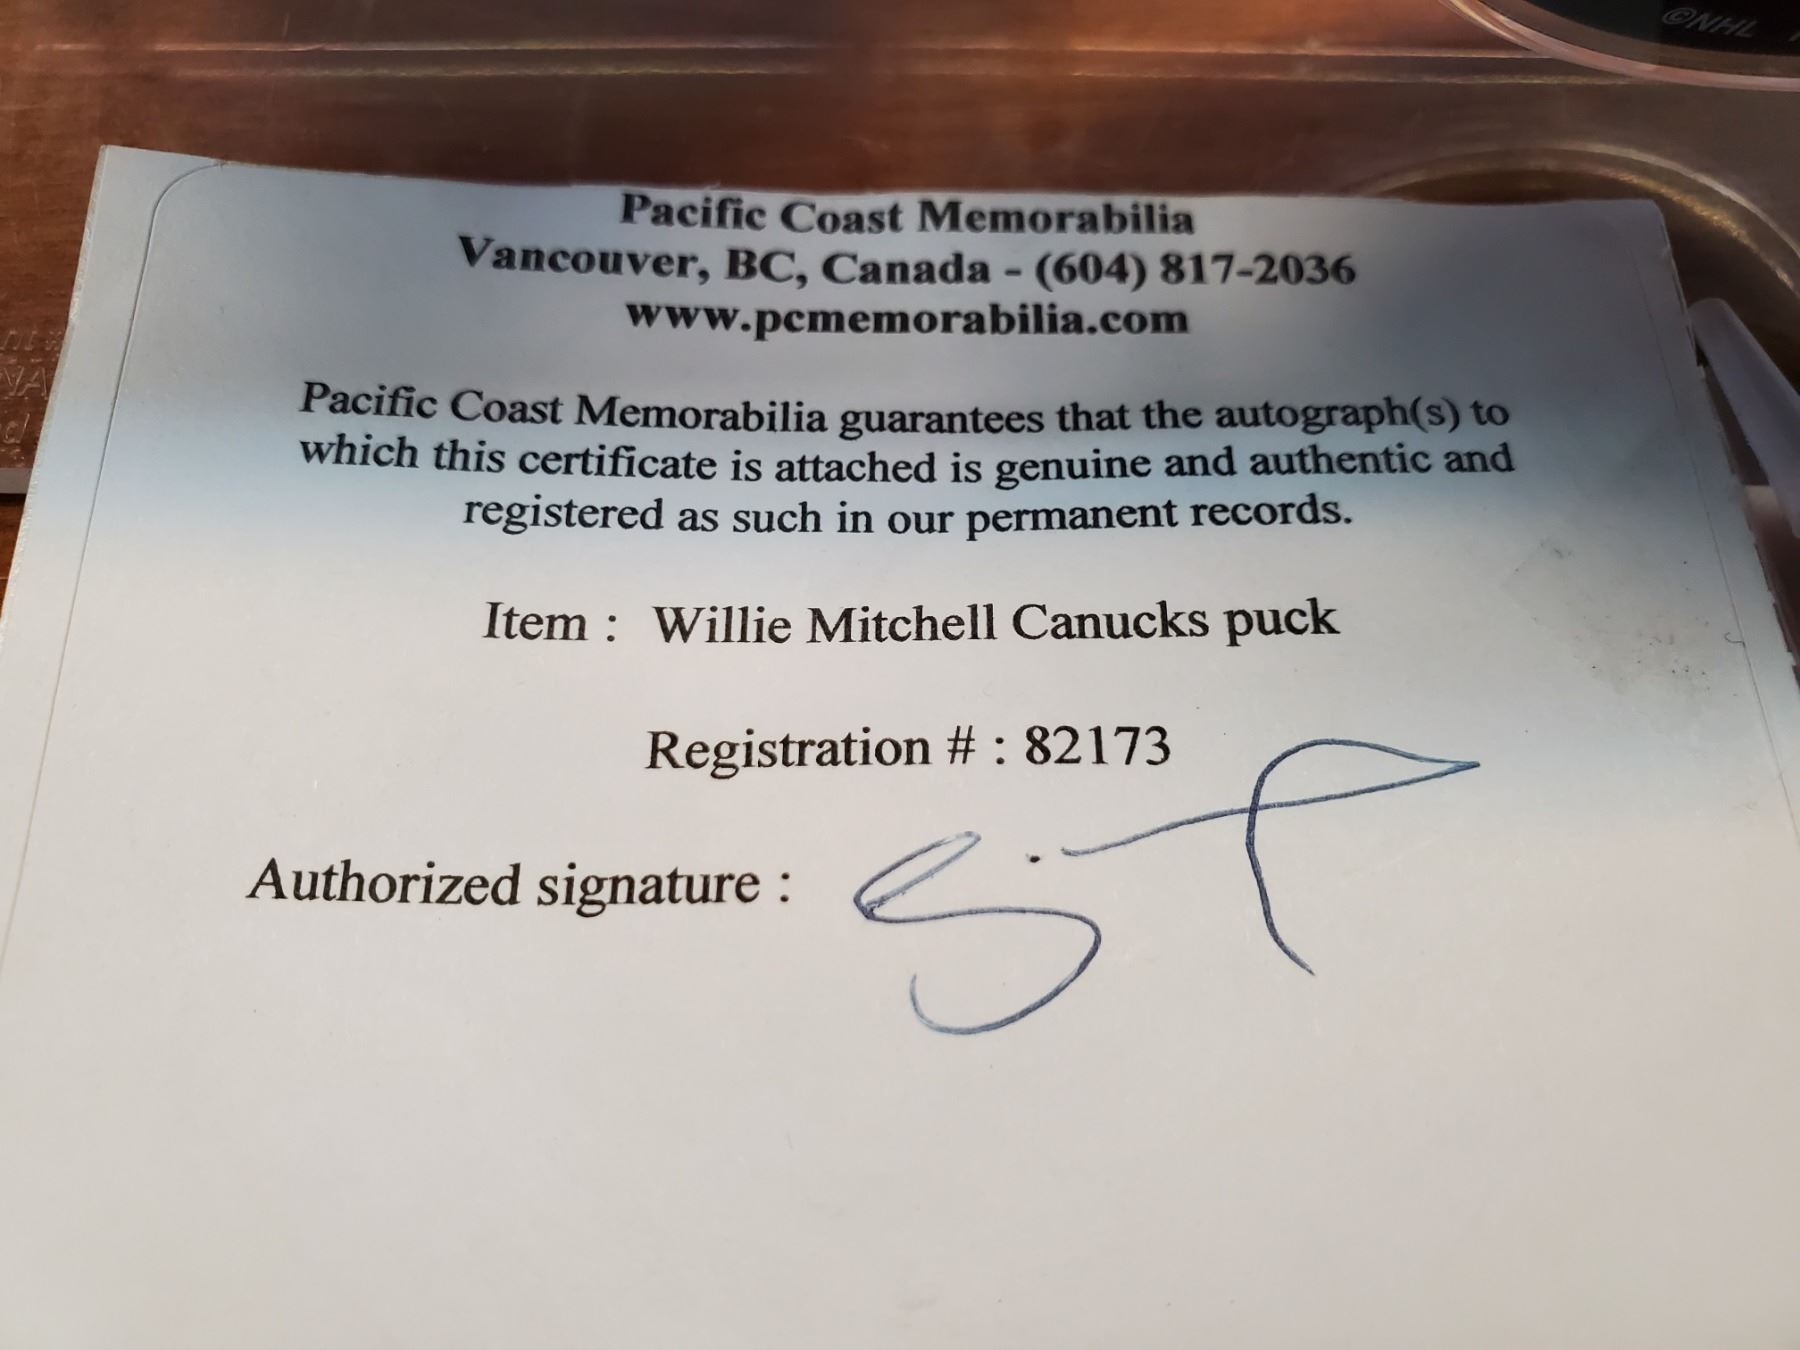 ©NHL
Pacific Coast Memorabilia
Vancouver, BC, Canada - (604) 817-2036
www.pcmemorabilia.com
Pacific Coast Memorabilia guarantees that the autograph(s) to
which this certificate is attached is genuine and authentic and
registered as such in our permanent records.
Item : Willie Mitchell Canucks puck
Registration # : 82173
Authorized signature :